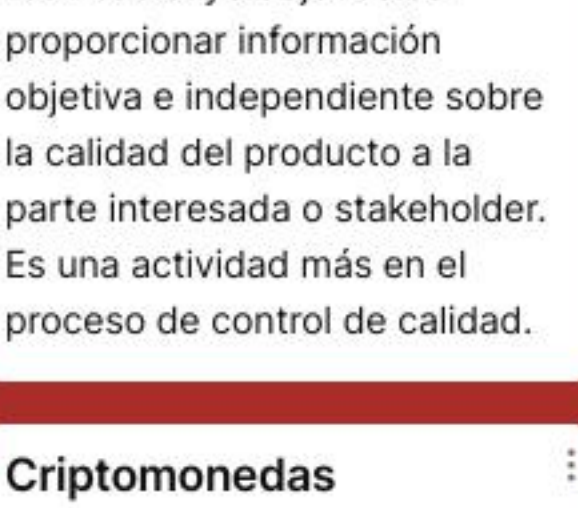 proporcionar información
objetiva e independiente sobre
la calidad del producto a la
parte interesada o stakeholder.
Es una actividad más en el
proceso de control de calidad.
Criptomonedas